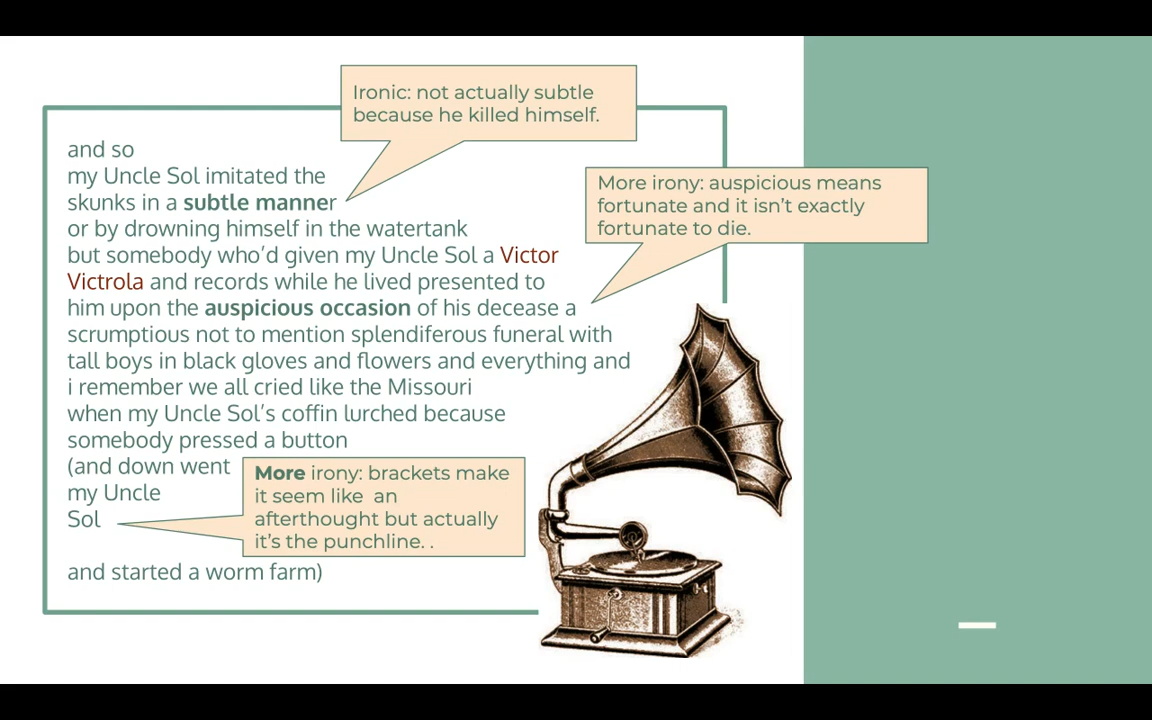 Ironic: not actually subtle
because he killed himself.
and so
my Uncle Sol imitated the
skunks in a subtle manner
or by drowning himself in the watertank
but somebody who’d given my Uncle Sol a Victor
Victrola and records while he lived presented to
him upon the auspicious occasion of his decease a
scrumptious not to mention splendiferous funeral with
tall boys in black gloves and flowers and everything and
i remember we all cried like the Missouri
when my Uncle Sol’s coffin lurched because
somebody pressed a button
(and down went
my Uncle
Sol
and started a worm farm)
More irony: auspicious means
fortunate and it isn’t exactly
fortunate to die.
More irony: brackets make
it seem like  an
afterthought but actually
it’s the punchline. .